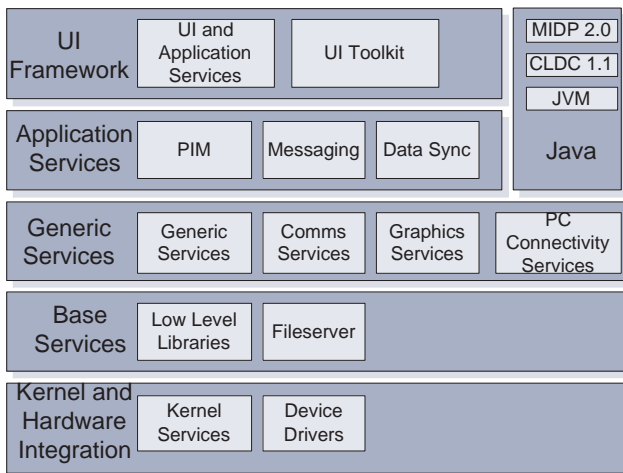 UI
Framework
UI and
Application
Services
UI Toolkit
MIDP 2.0
CLDC 1.1
JVM
Java
Application
Services
PIM
Messaging
Data Sync
Generic
Services
Generic
Services
Comms
Services
Graphics
Services
PC
Connectivity
Services
Base
Services
Low Level
Libraries
Fileserver
Kernel and
Hardware
Integration
Kernel
Services
Device
Drivers